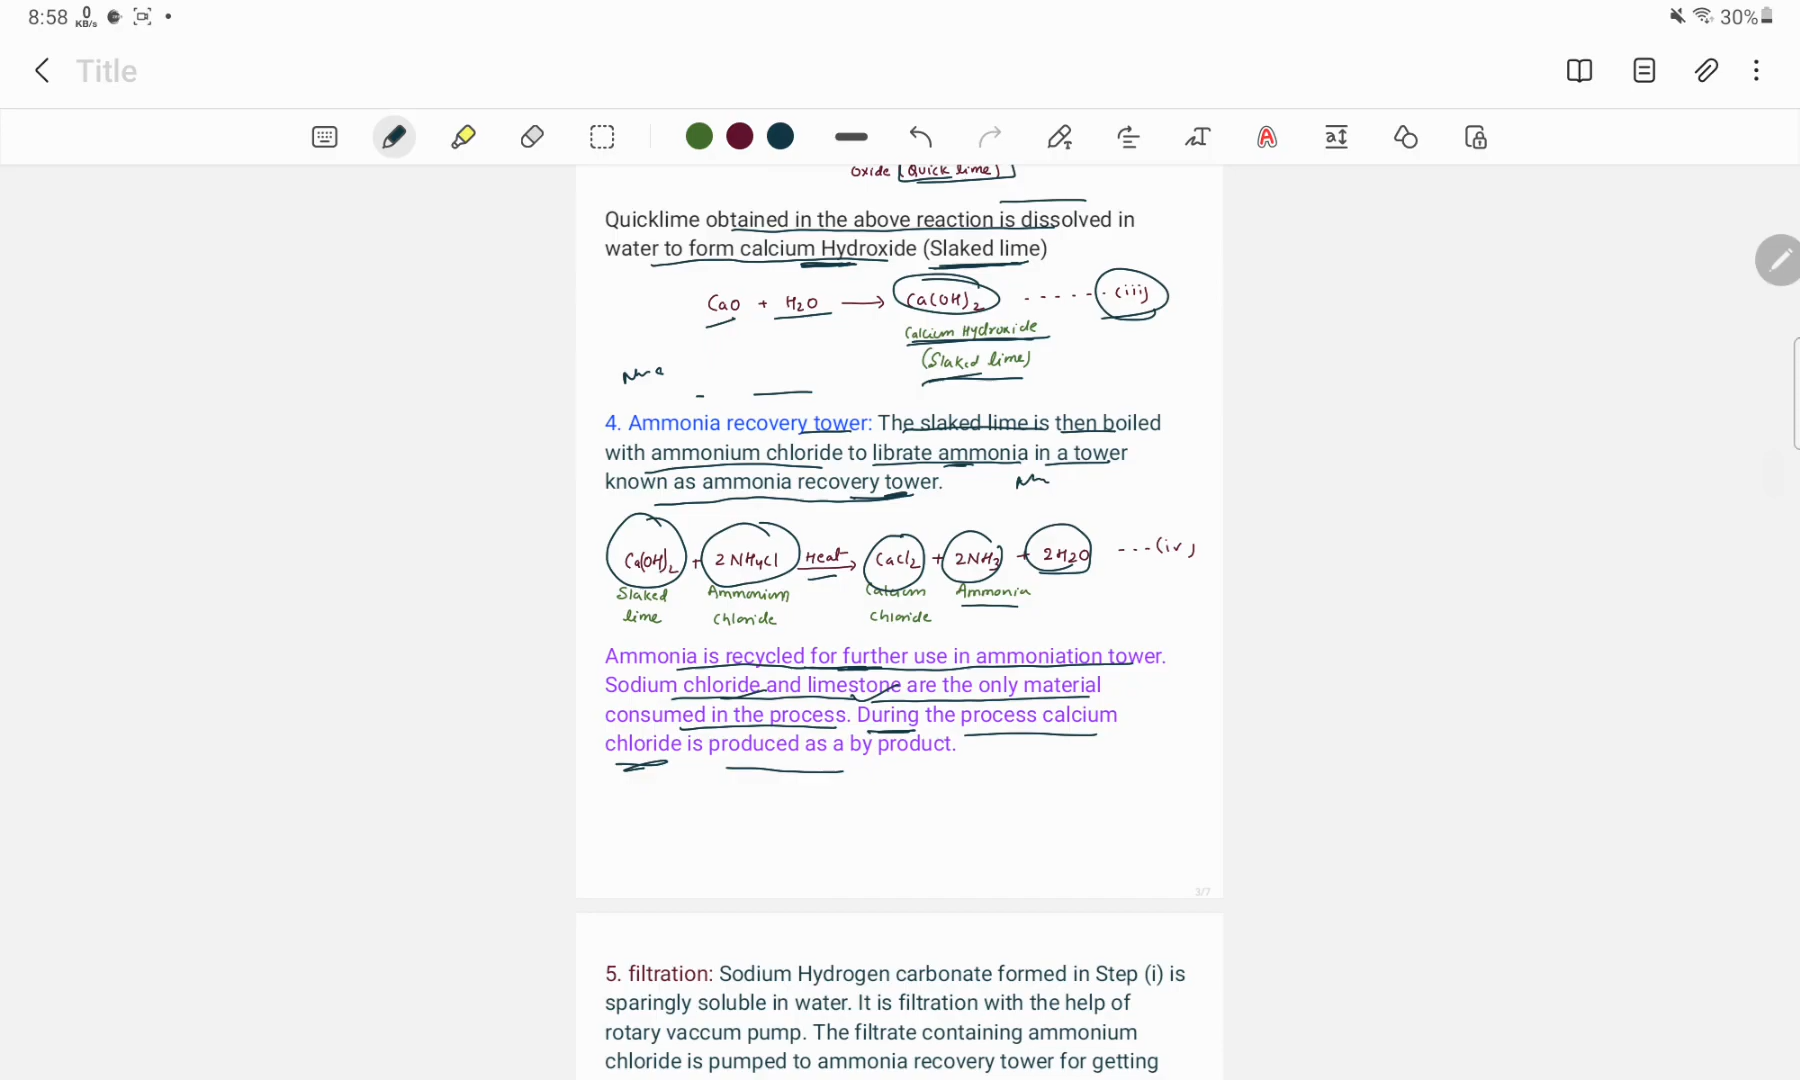 8:58 0 KB/s 30%
Title
oxide (Quick lime)
Quicklime obtained in the above reaction is dissolved in
water to form calcium Hydroxide (Slaked lime)
CaO + H2O → Ca(OH)2 ------ (iii)
Calcium Hydroxide
(Slaked lime)
4. Ammonia recovery tower: The slaked lime is then boiled
with ammonium chloride to librate ammonia in a tower
known as ammonia recovery tower.
Ca(OH)2 + 2NH4Cl Heat → CaCl2 + 2NH3 + 2H2O ---(iv)
Slaked lime Ammonium Chloride Calcium Chloride Ammonia
Ammonia is recycled for further use in ammoniation tower.
Sodium chloride and limestone are the only material
consumed in the process. During the process calcium
chloride is produced as a by product.
3/7
5. filtration: Sodium Hydrogen carbonate formed in Step (i) is
sparingly soluble in water. It is filtration with the help of
rotary vaccum pump. The filtrate containing ammonium
chloride is pumped to ammonia recovery tower for getting